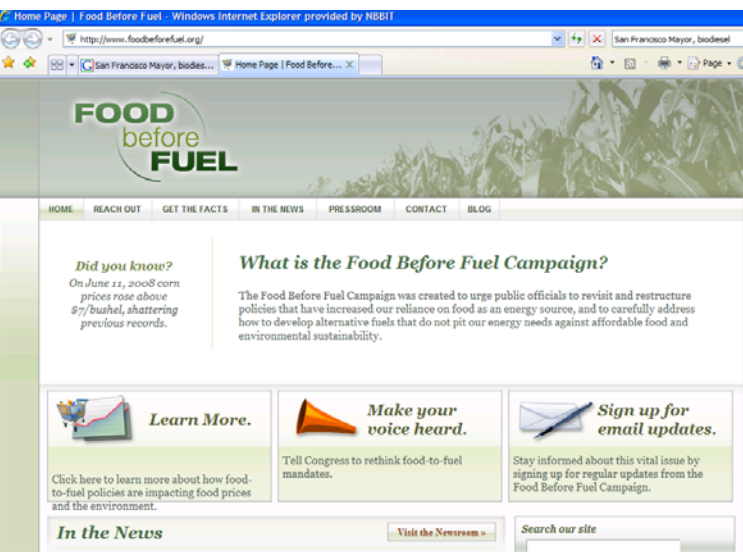 Home Page | Food Before Fuel - Windows Internet Explorer provided by NBBIT
http://www.foodbeforefuel.org/
San Francisco Mayor, biodiesel
San Francisco Mayor, biodies...
Home Page | Food Before...
Page
FOOD
before
FUEL
HOME REACH OUT GET THE FACTS IN THE NEWS PRESSROOM CONTACT BLOG
Did you know?
On June 11, 2008 corn
prices rose above
$7/bushel, shattering
previous records.
What is the Food Before Fuel Campaign?
The Food Before Fuel Campaign was created to urge public officials to revisit and restructure
policies that have increased our reliance on food as an energy source, and to carefully address
how to develop alternative fuels that do not pit our energy needs against affordable food and
environmental sustainability.
Learn More.
Click here to learn more about how food-
to-fuel policies are impacting food prices
and the environment.
Make your
voice heard.
Tell Congress to rethink food-to-fuel
mandates.
Sign up for
email updates.
Stay informed about this vital issue by
signing up for regular updates from the
Food Before Fuel Campaign.
In the News
Visit the Newsroom »
Search our site